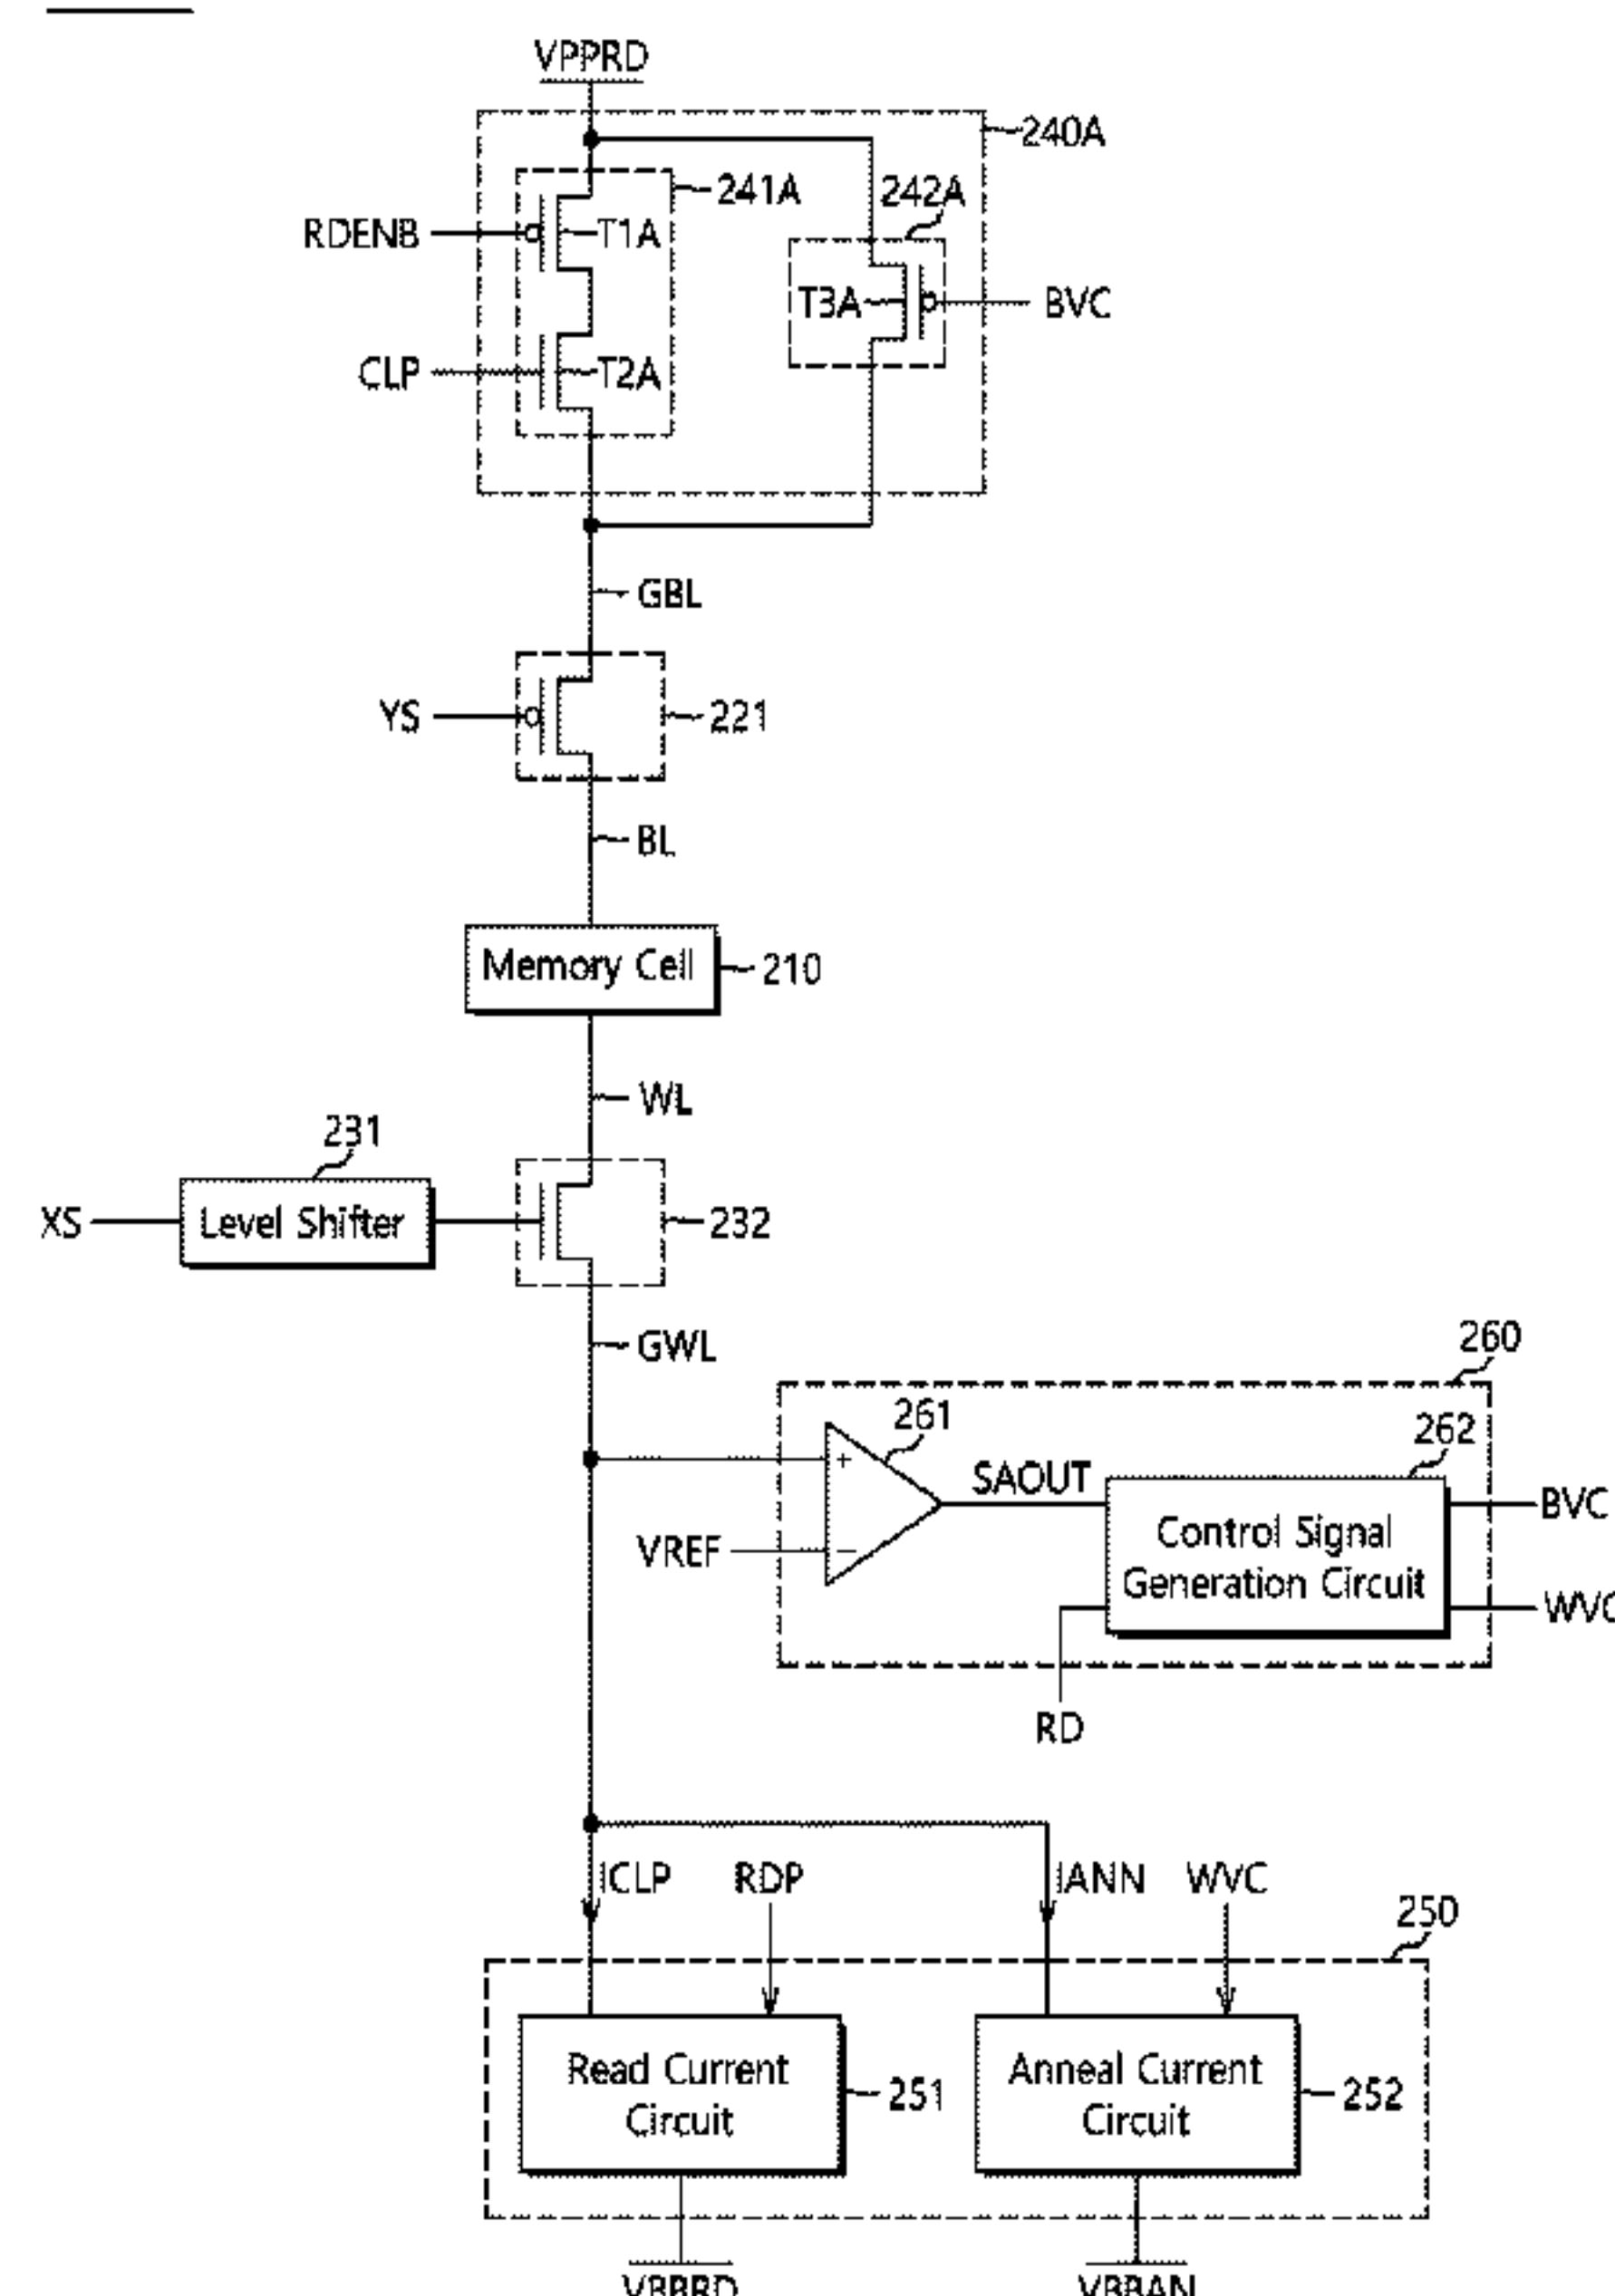 VPPRD
240A
241A
242A
RDENB
T1A
T3A
BVC
CLP
T2A
GBL
YS
221
BL
Memory Cell
210
WL
231
XS
Level Shifter
232
GWL
260
261
262
SAOUT
BVC
+
Control Signal
Generation Circuit
VREF
−
WVC
RD
ICLP
RDP
IANN
WVC
250
Read Current
Circuit
251
Anneal Current
Circuit
252
VBBRD
VBBAN